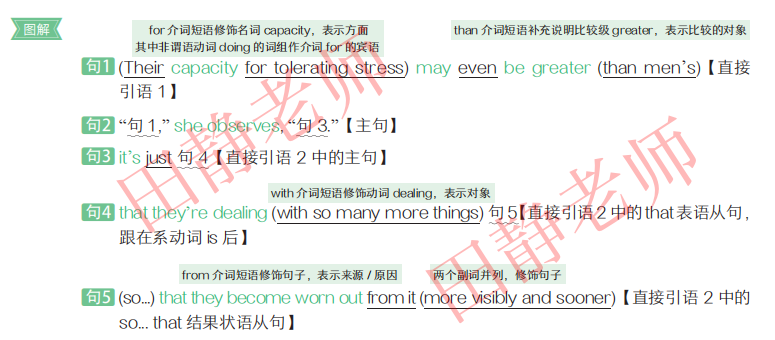 图解
for 介词短语修饰名词 capacity，表示方面
其中非谓语动词 doing 的词组作介词 for 的宾语
than 介词短语补充说明比较级 greater，表示比较的对象
句1 (Their capacity for tolerating stress) may even be greater (than men's)【直接
引语 1】
句2 “句 1,” she observes, “句 3.”【主句】
句3 it's just 句 4【直接引语 2 中的主句】
with 介词短语修饰动词 dealing，表示对象
句4 that they're dealing (with so many more things) 句 5【直接引语 2 中的 that 表语从句，
跟在系动词 is 后】
from 介词短语修饰句子，表示来源 / 原因
两个副词并列，修饰句子
句5 (so...) that they become worn out from it (more visibly and sooner)【直接引语 2 中的
so... that 结果状语从句】
田静老师
田静老师